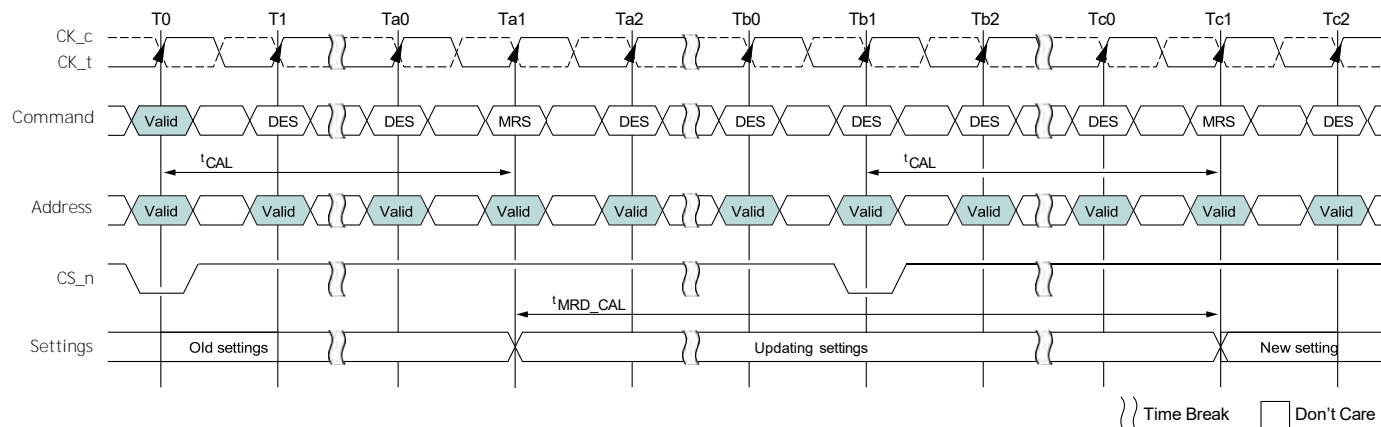 T0 T1 Ta0 Ta1 Ta2 Tb0 Tb1 Tb2 Tc0 Tc1 Tc2
CK_c
CK_t
Command Valid DES DES MRS DES DES DES DES DES MRS DES
tCAL tCAL
Address Valid Valid Valid Valid Valid Valid Valid Valid Valid Valid Valid
CS_n
tMRD_CAL
Settings Old settings Updating settings New setting
Time Break Don't Care